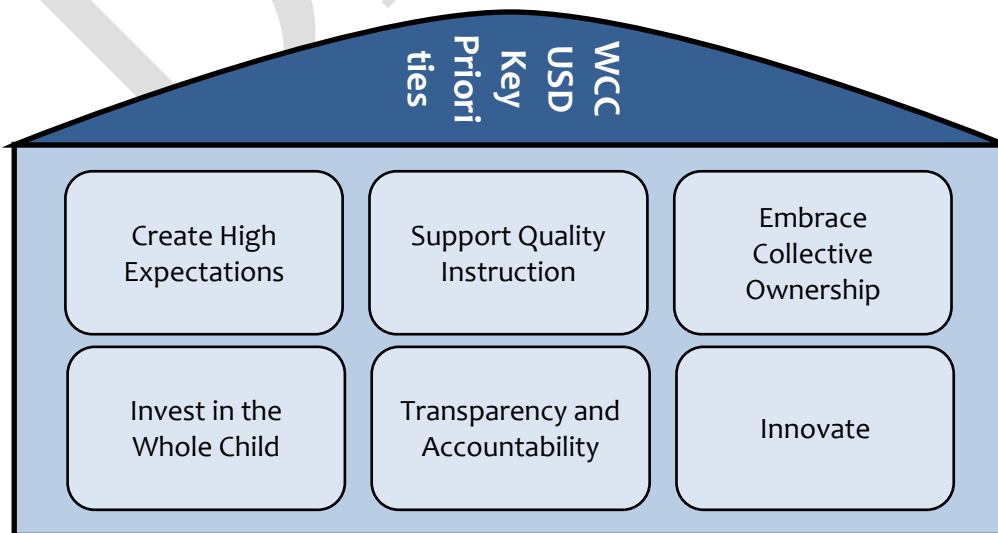 WCC
USD
Key
Priori
ties
Create High
Expectations
Support Quality
Instruction
Embrace
Collective
Ownership
Invest in the
Whole Child
Transparency and
Accountability
Innovate